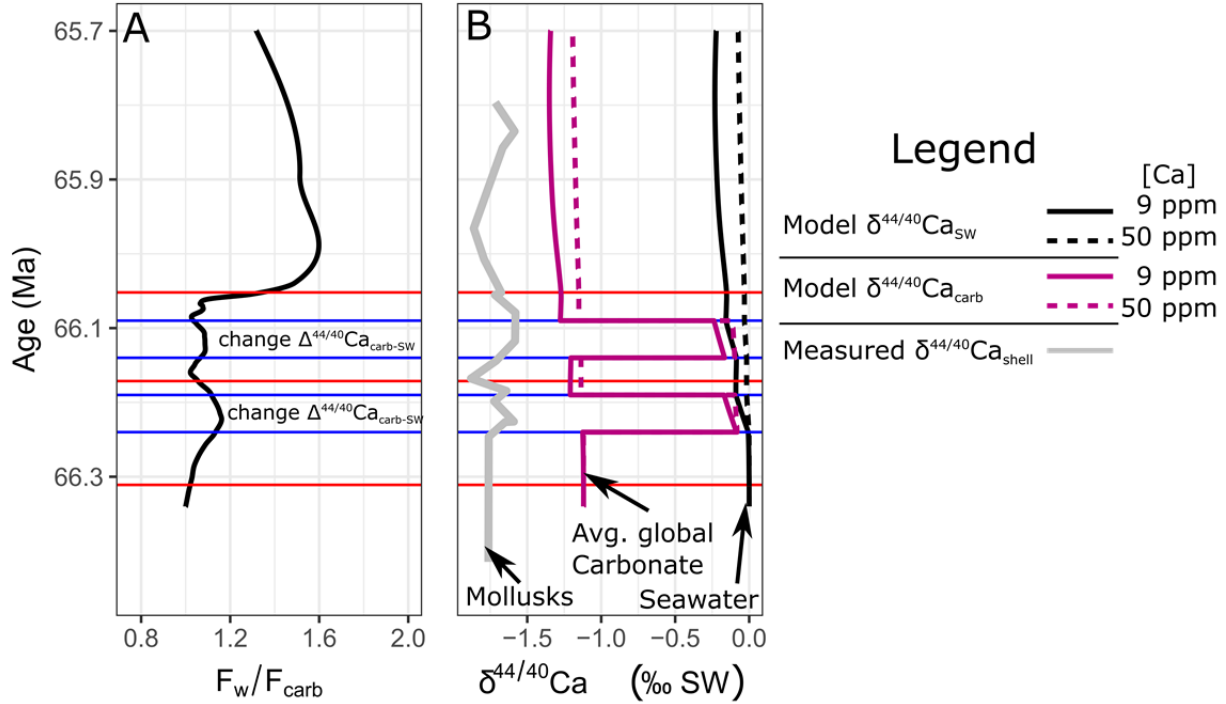 A
B
65.7
65.9
66.1
66.3
Age (Ma)
change Δ44/40Cacarb-SW
change Δ44/40Cacarb-SW
0.8
1.2
1.6
2.0
Fw/Fcarb
Avg. global
Carbonate
Mollusks
Seawater
−1.5
−1.0
−0.5
0.0
δ44/40Ca (‰ SW)
Legend
[Ca]
9 ppm
Model δ44/40CaSW
50 ppm
9 ppm
Model δ44/40Cacarb
50 ppm
Measured δ44/40Cashell